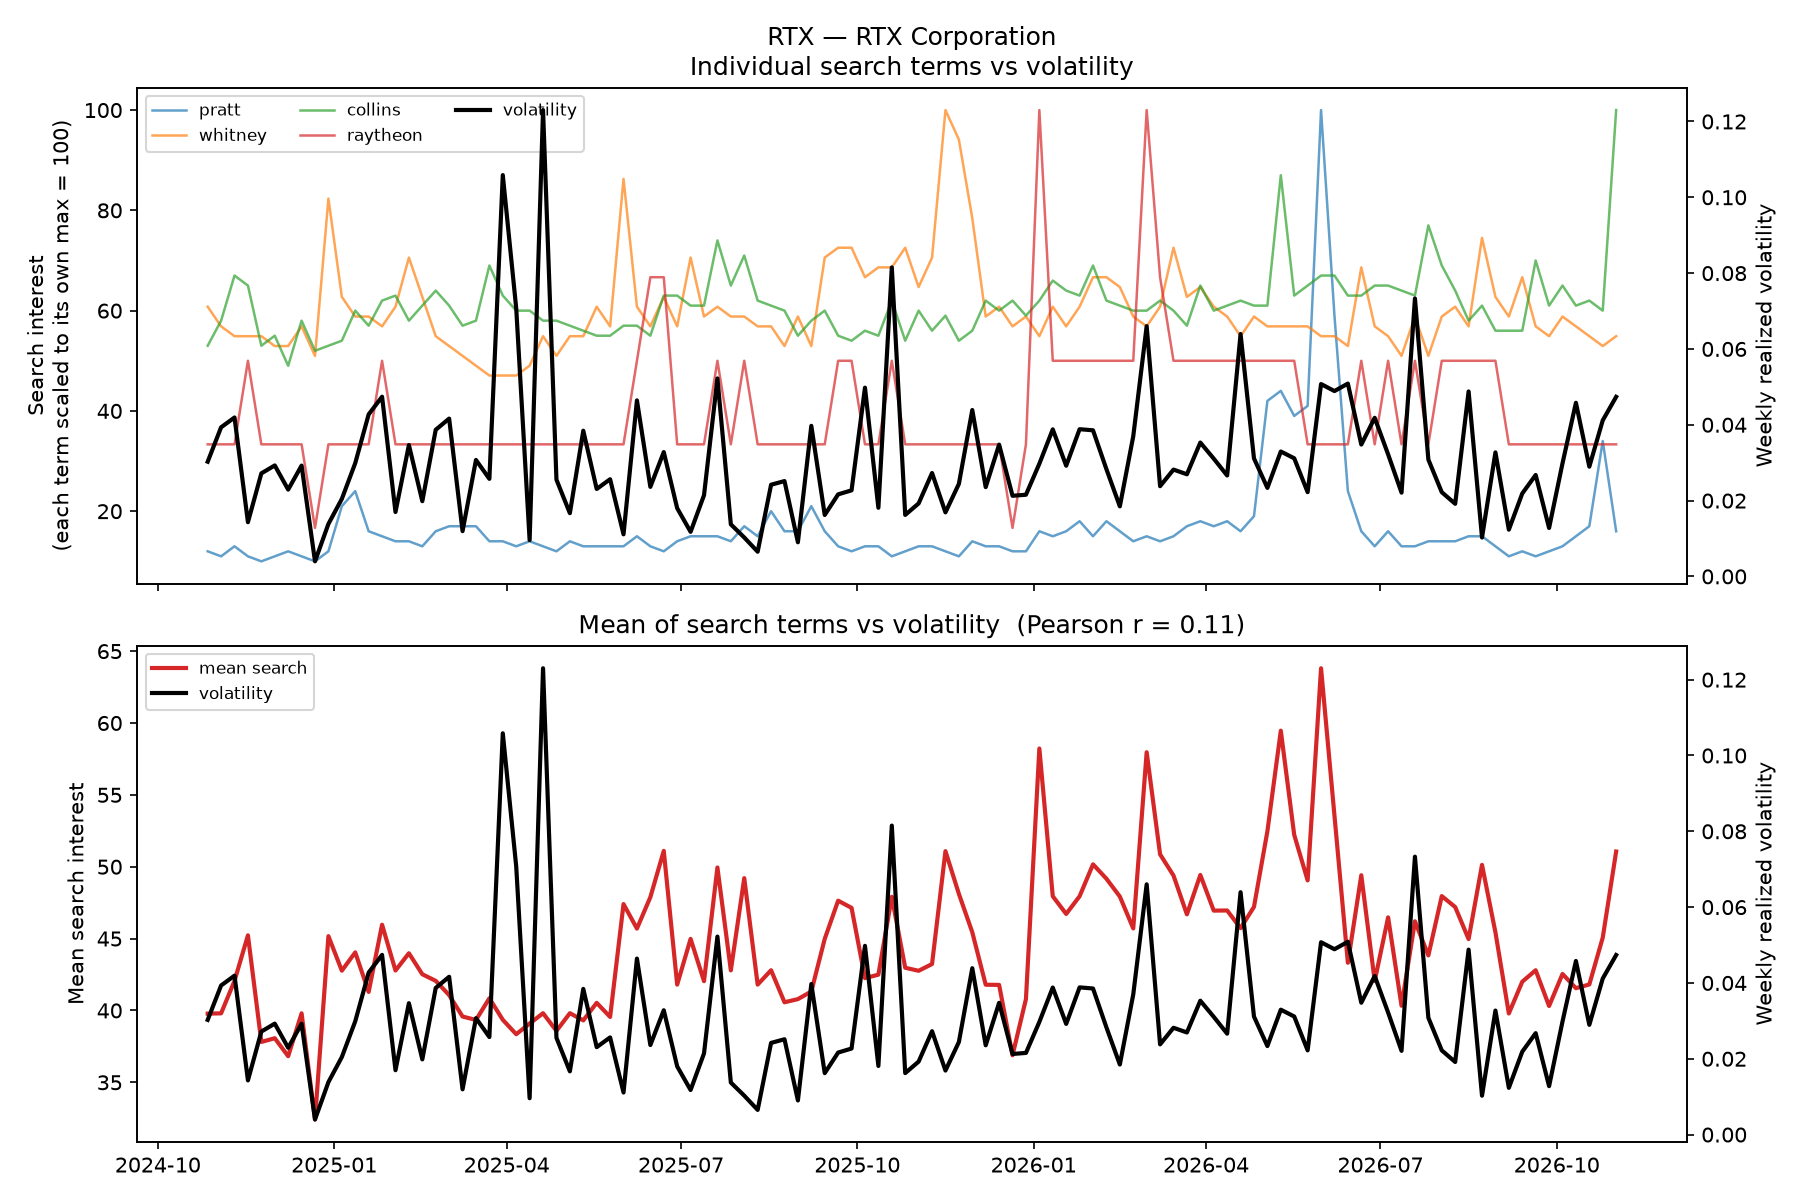 RTX — RTX Corporation
Individual search terms vs volatility
pratt
whitney
collins
raytheon
volatility
Search interest
(each term scaled to its own max = 100)
100
80
60
40
20
Weekly realized volatility
0.12
0.10
0.08
0.06
0.04
0.02
0.00
Mean of search terms vs volatility (Pearson r = 0.11)
mean search
volatility
Mean search interest
65
60
55
50
45
40
35
Weekly realized volatility
0.12
0.10
0.08
0.06
0.04
0.02
0.00
2024-10
2025-01
2025-04
2025-07
2025-10
2026-01
2026-04
2026-07
2026-10